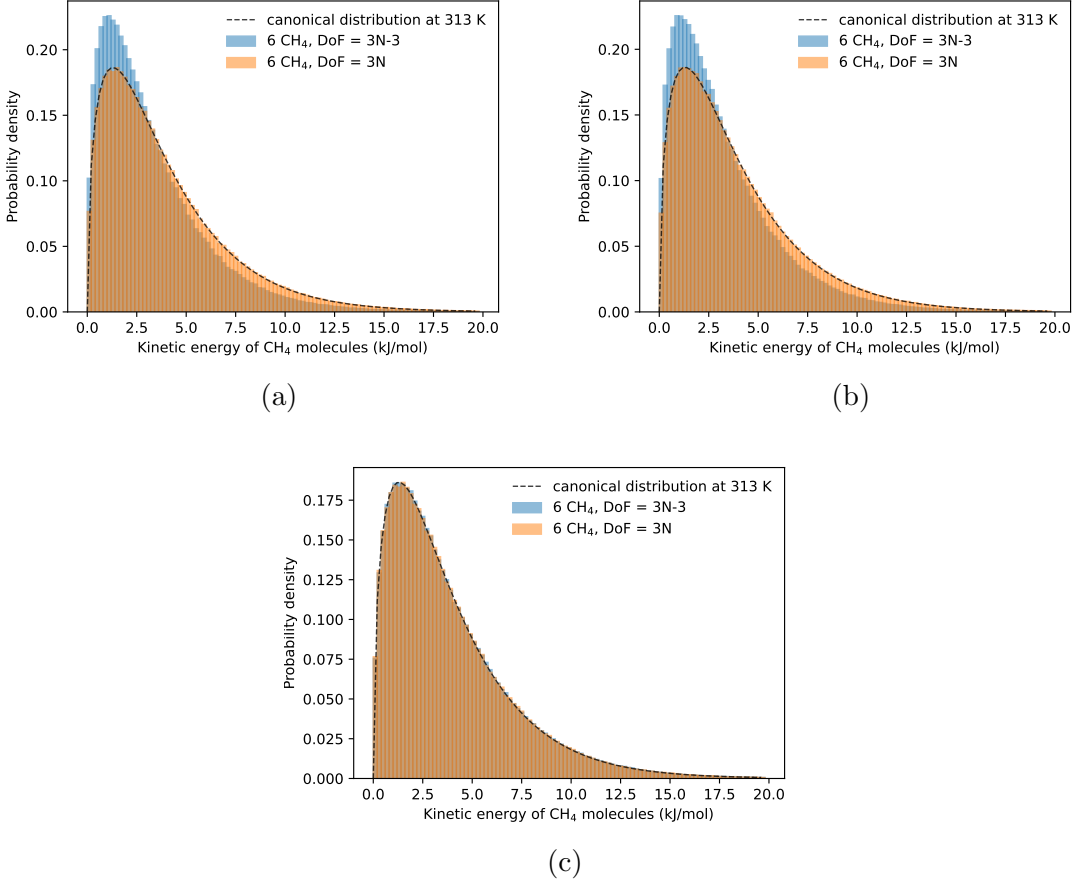 canonical distribution at 313 K
6 CH₄, DoF = 3N-3
6 CH₄, DoF = 3N
0.20
0.15
0.10
0.05
0.00
Probability density
0.0 2.5 5.0 7.5 10.0 12.5 15.0 17.5 20.0
Kinetic energy of CH₄ molecules (kJ/mol)
(a)
canonical distribution at 313 K
6 CH₄, DoF = 3N-3
6 CH₄, DoF = 3N
0.20
0.15
0.10
0.05
0.00
Probability density
0.0 2.5 5.0 7.5 10.0 12.5 15.0 17.5 20.0
Kinetic energy of CH₄ molecules (kJ/mol)
(b)
canonical distribution at 313 K
6 CH₄, DoF = 3N-3
6 CH₄, DoF = 3N
0.175
0.150
0.125
0.100
0.075
0.050
0.025
0.000
Probability density
0.0 2.5 5.0 7.5 10.0 12.5 15.0 17.5 20.0
Kinetic energy of CH₄ molecules (kJ/mol)
(c)